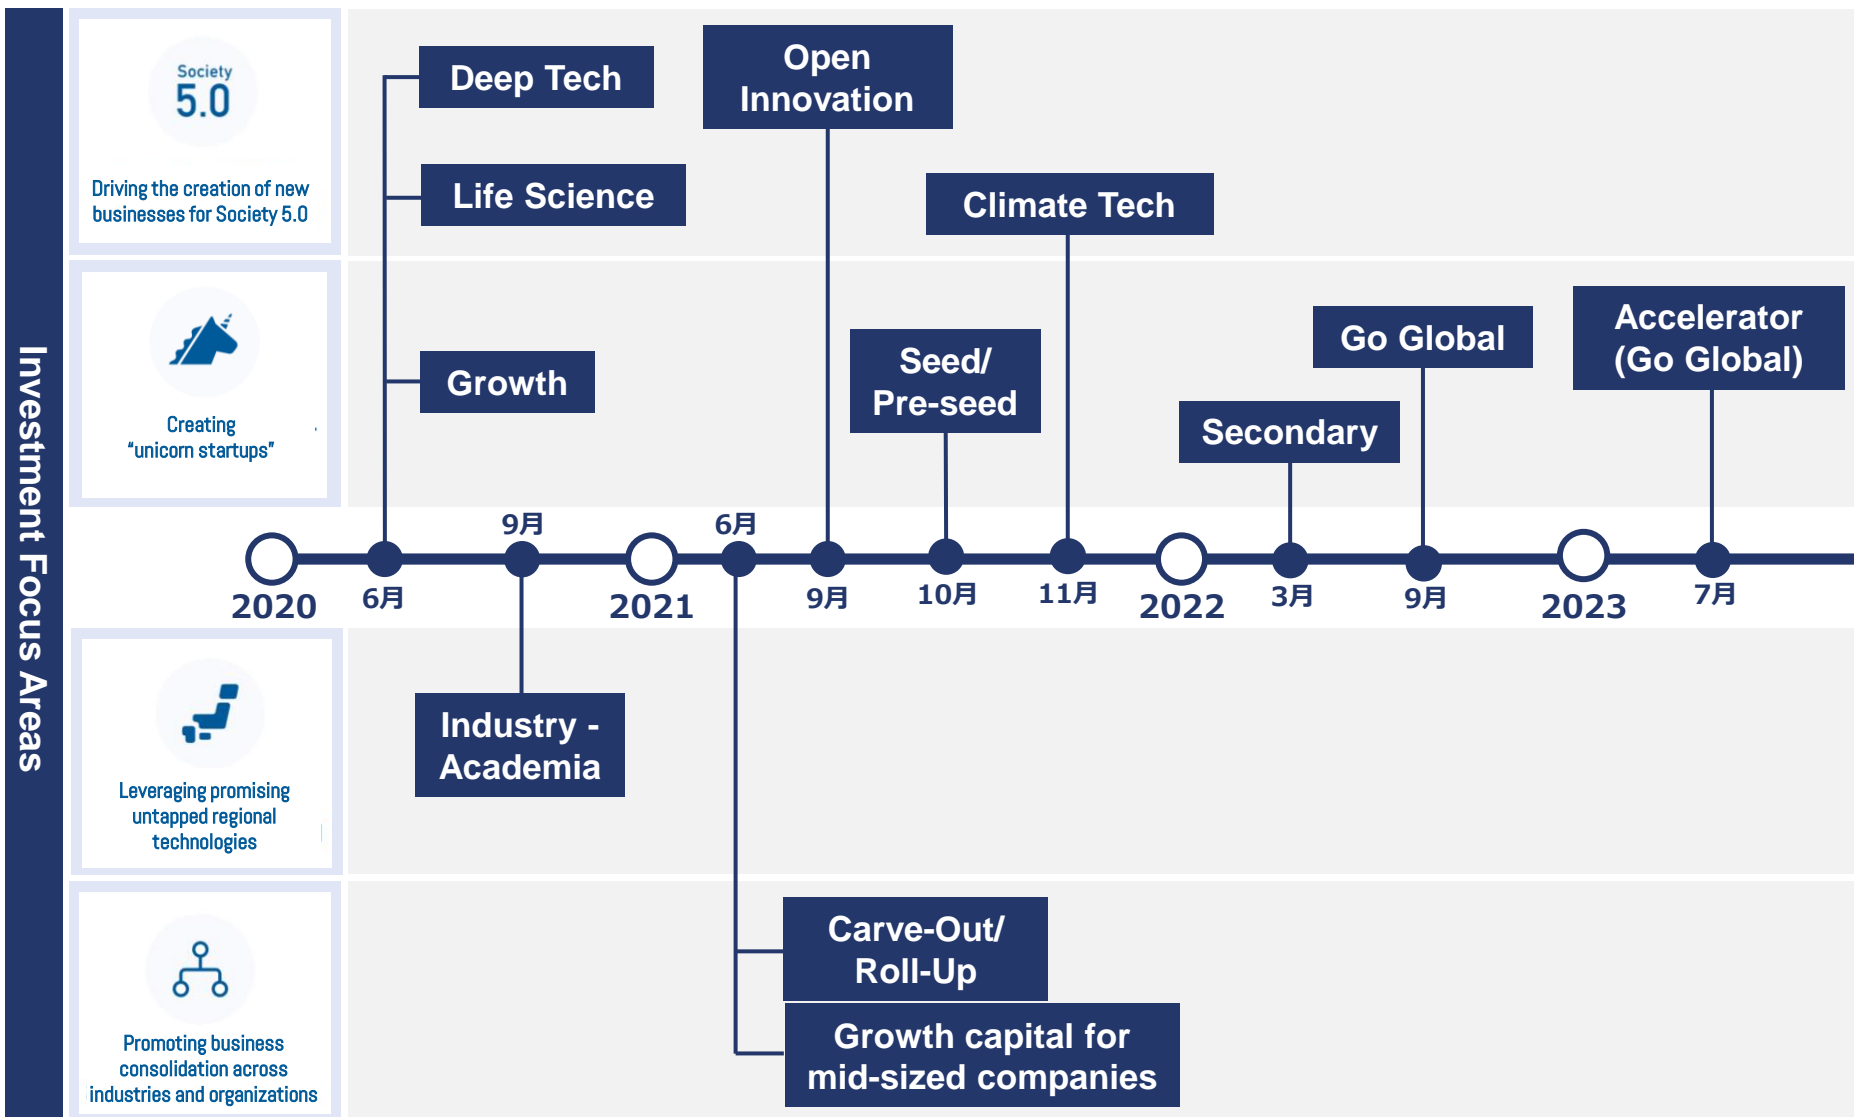 Investment Focus Areas
Society
5.0
Driving the creation of new
businesses for Society 5.0
Deep Tech
Life Science
Open
Innovation
Climate Tech
Creating
“unicorn startups”
Growth
Seed/
Pre-seed
Secondary
Go Global
Accelerator
(Go Global)
9月
6月
2020
6月
2021
9月
10月
11月
2022
3月
9月
2023
7月
Leveraging promising
untapped regional
technologies
Industry -
Academia
Promoting business
consolidation across
industries and organizations
Carve-Out/
Roll-Up
Growth capital for
mid-sized companies